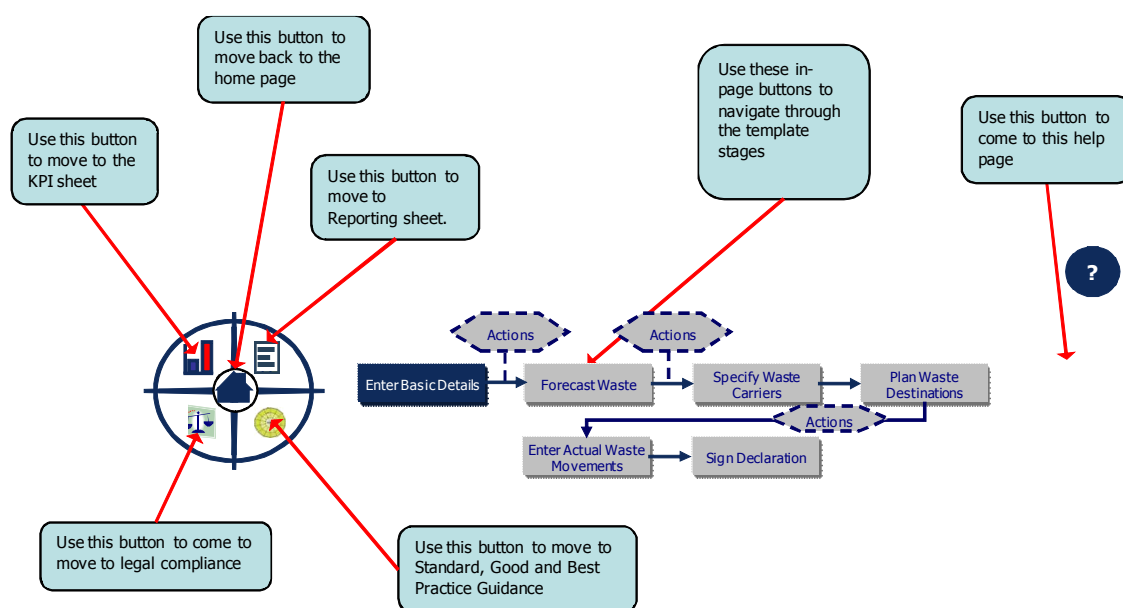 Use this button to
move back to the
home page
Use these in-
page buttons to
navigate through
the template
stages
Use this button to
come to this help
page
Use this button
to move to the
KPI sheet
Use this button to
move to
Reporting sheet.
?
Actions
Actions
Enter Basic Details
Forecast Waste
Specify Waste
Carriers
Plan Waste
Destinations
Actions
Enter Actual Waste
Movements
Sign Declaration
Use this button to come to
move to legal compliance
Use this button to move to
Standard, Good and Best
Practice Guidance